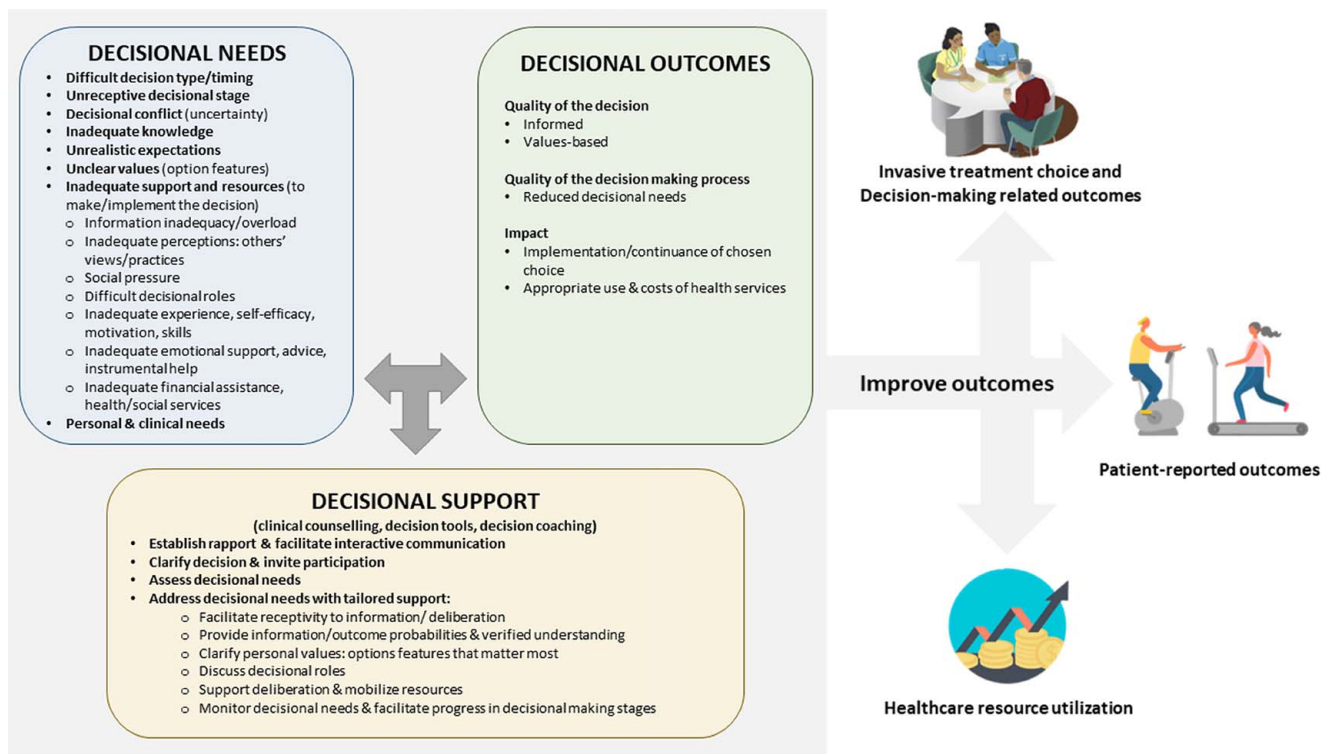 DECISIONAL NEEDS
• Difficult decision type/timing
• Unreceptive decisional stage
• Decisional conflict (uncertainty)
• Inadequate knowledge
• Unrealistic expectations
• Unclear values (option features)
• Inadequate support and resources (to
make/implement the decision)
o Information inadequacy/overload
o Inadequate perceptions: others’
views/practices
o Social pressure
o Difficult decisional roles
o Inadequate experience, self-efficacy,
motivation, skills
o Inadequate emotional support, advice,
instrumental help
o Inadequate financial assistance,
health/social services
• Personal & clinical needs
DECISIONAL OUTCOMES
Quality of the decision
• Informed
• Values-based
Quality of the decision making process
• Reduced decisional needs
Impact
• Implementation/continuance of chosen
choice
• Appropriate use & costs of health services
DECISIONAL SUPPORT
(clinical counselling, decision tools, decision coaching)
• Establish rapport & facilitate interactive communication
• Clarify decision & invite participation
• Assess decisional needs
• Address decisional needs with tailored support:
o Facilitate receptivity to information/ deliberation
o Provide information/outcome probabilities & verified understanding
o Clarify personal values: options features that matter most
o Discuss decisional roles
o Support deliberation & mobilize resources
o Monitor decisional needs & facilitate progress in decisional making stages
Improve outcomes
Invasive treatment choice and
Decision-making related outcomes
Patient-reported outcomes
Healthcare resource utilization